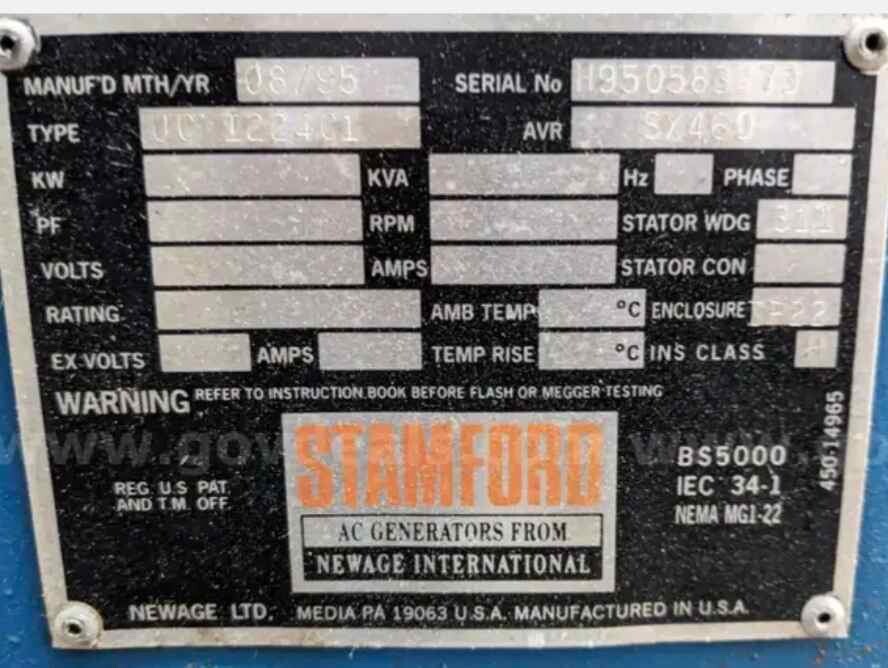 MANUF'D MTH/YR 08/95 SERIAL No
TYPE UCI224C1 AVR SX460
KW KVA Hz PHASE
PF RPM STATOR WDG 311
VOLTS AMPS STATOR CON
RATING AMB TEMP °C ENCLOSURE
EX VOLTS AMPS TEMP RISE °C INS CLASS H
WARNING REFER TO INSTRUCTION BOOK BEFORE FLASH OR MEGGER TESTING
STAMFORD
AC GENERATORS FROM
NEWAGE INTERNATIONAL
REG. U.S. PAT.
AND T.M. OFF.
BS5000
IEC 34-1
NEMA MG1-22
450-14965
NEWAGE LTD. MEDIA PA 19063 U.S.A. MANUFACTURED IN U.S.A.